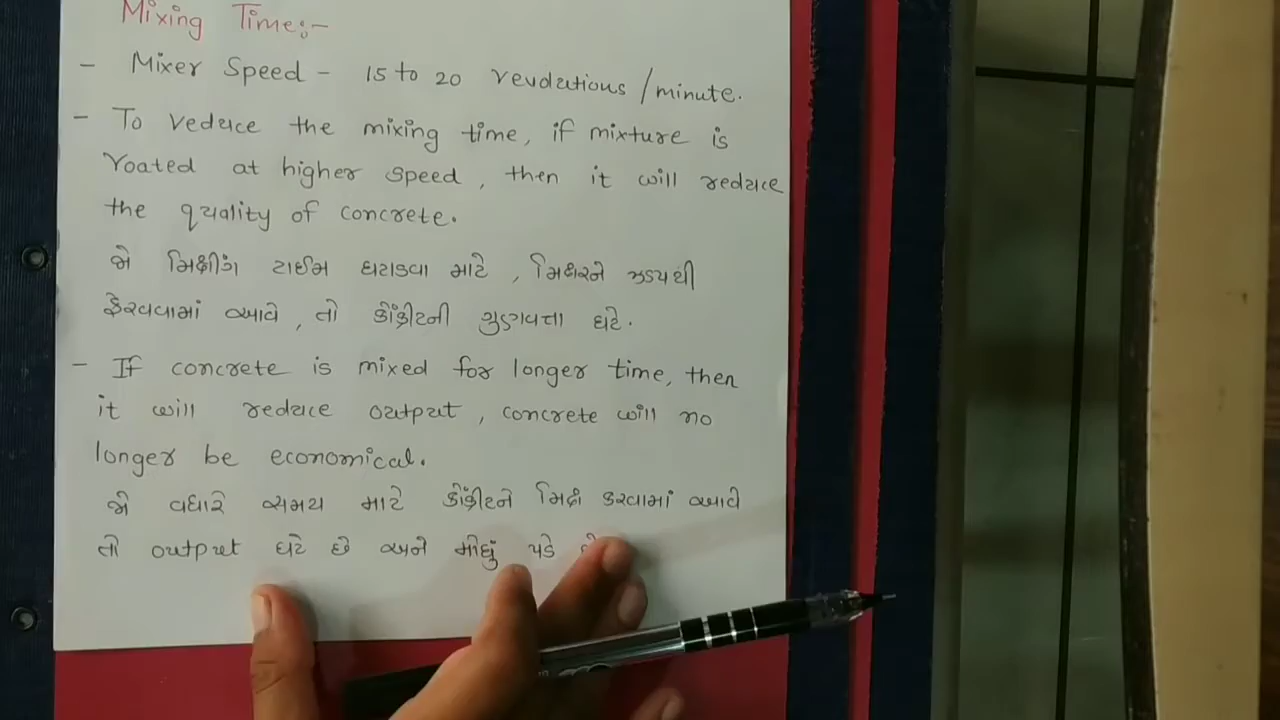 Mixing Time:-
- Mixer Speed - 15 to 20 revolutions /minute.
- To reduce the mixing time, if mixture is
roated at higher speed, then it will reduce
the quality of concrete.
જો મિક્ષીંગ ટાઈમ ઘટાડવા માટે, મિક્ષરને ઝડપથી
ફેરવવામાં આવે, તો કોંક્રીટની ગુણવત્તા ઘટે.
- If concrete is mixed for longer time, then
it will reduce output, concrete will no
longer be economical.
જો વધારે સમય માટે કોંક્રીટને મિક્ષ કરવામાં આવે
તો output ઘટે છે અને મોંઘું પડે